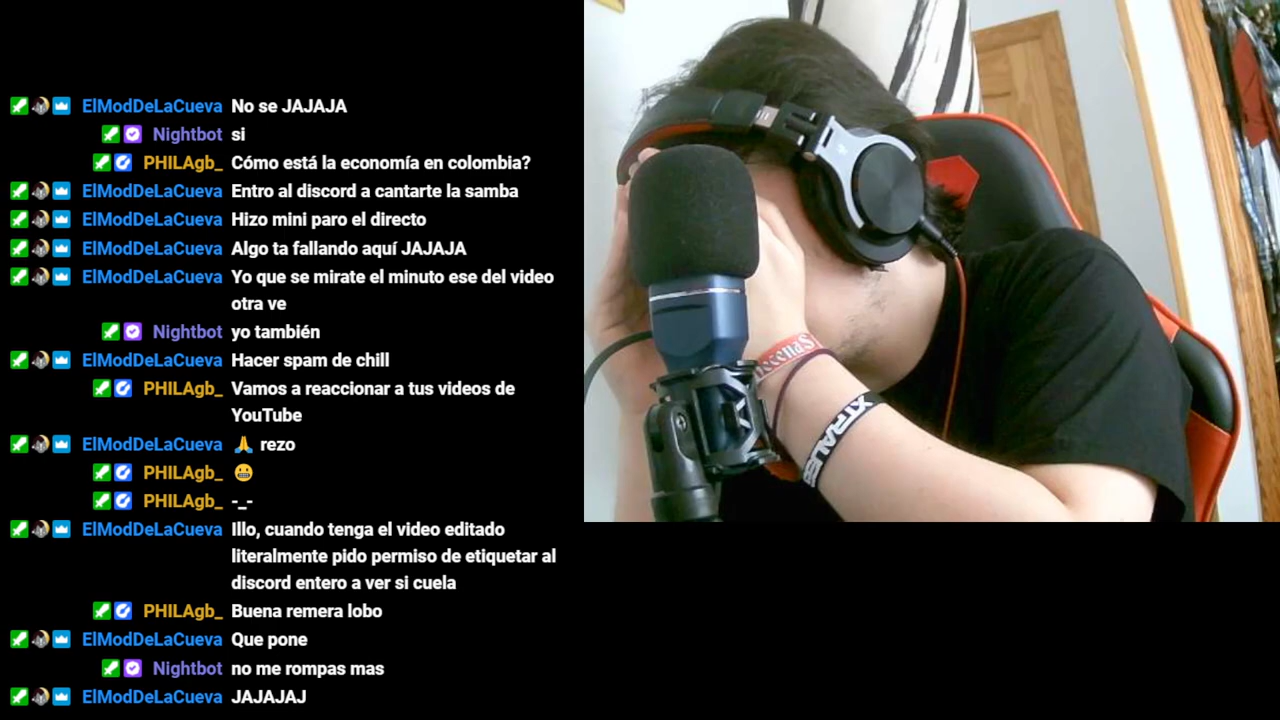 ElModDeLaCueva No se JAJAJA
Nightbot si
PHILAgb_ Cómo está la economía en colombia?
ElModDeLaCueva Entro al discord a cantarte la samba
ElModDeLaCueva Hizo mini paro el directo
ElModDeLaCueva Algo ta fallando aquí JAJAJA
ElModDeLaCueva Yo que se mirate el minuto ese del video
otra ve
Nightbot yo también
ElModDeLaCueva Hacer spam de chill
PHILAgb_ Vamos a reaccionar a tus videos de
YouTube
ElModDeLaCueva 🙏 rezo
PHILAgb_ 😬
PHILAgb_ -_-
ElModDeLaCueva Illo, cuando tenga el video editado
literalmente pido permiso de etiquetar al
discord entero a ver si cuela
PHILAgb_ Buena remera lobo
ElModDeLaCueva Que pone
Nightbot no me rompas mas
ElModDeLaCueva JAJAJAJ